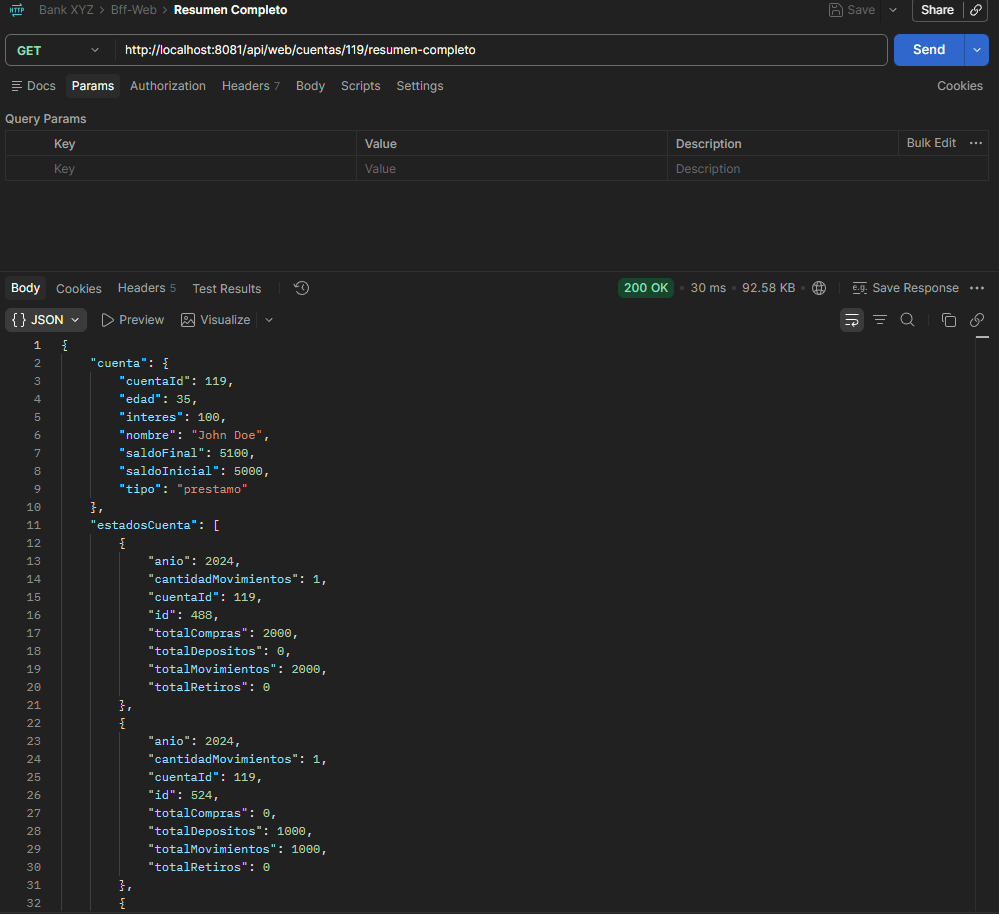 HTTP Bank XYZ > Bff-Web > Resumen Completo Save Share
GET http://localhost:8081/api/web/cuentas/119/resumen-completo Send
Docs Params Authorization Headers 7 Body Scripts Settings Cookies
Query Params
Key Value Description Bulk Edit
Key Value Description
Body Cookies Headers 5 Test Results 200 OK • 30 ms • 92.58 KB • e.g. Save Response
{} JSON Preview Visualize
1 {
2 "cuenta": {
3 "cuentaId": 119,
4 "edad": 35,
5 "interes": 100,
6 "nombre": "John Doe",
7 "saldoFinal": 5100,
8 "saldoInicial": 5000,
9 "tipo": "prestamo"
10 },
11 "estadosCuenta": [
12 {
13 "anio": 2024,
14 "cantidadMovimientos": 1,
15 "cuentaId": 119,
16 "id": 488,
17 "totalCompras": 2000,
18 "totalDepositos": 0,
19 "totalMovimientos": 2000,
20 "totalRetiros": 0
21 },
22 {
23 "anio": 2024,
24 "cantidadMovimientos": 1,
25 "cuentaId": 119,
26 "id": 524,
27 "totalCompras": 0,
28 "totalDepositos": 1000,
29 "totalMovimientos": 1000,
30 "totalRetiros": 0
31 },
32 {